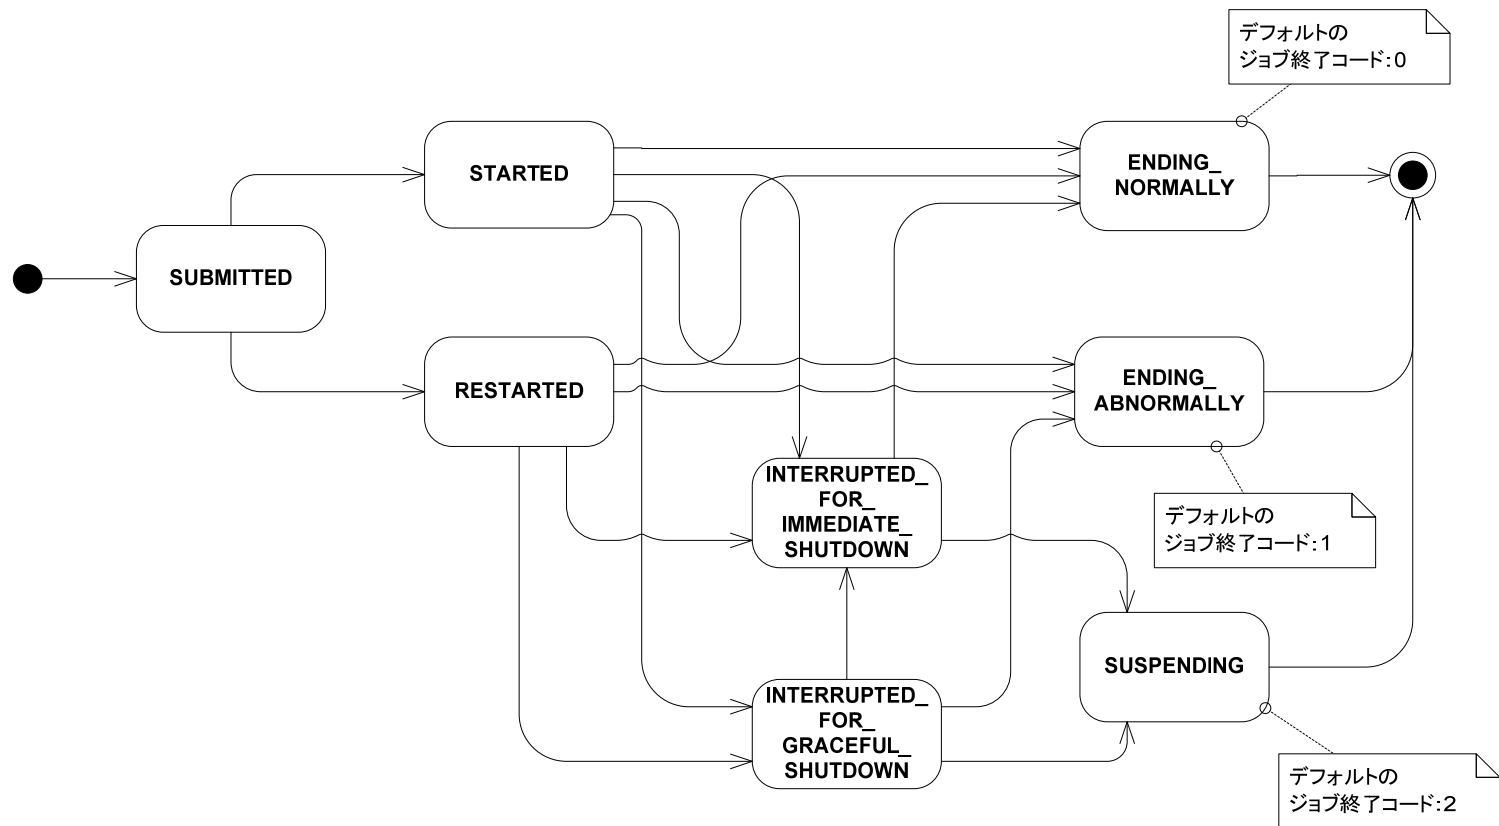 デフォルトの
ジョブ終了コード:0
STARTED
ENDING_
NORMALLY
SUBMITTED
RESTARTED
ENDING_
ABNORMALLY
INTERRUPTED_
FOR_
IMMEDIATE_
SHUTDOWN
デフォルトの
ジョブ終了コード:1
SUSPENDING
INTERRUPTED_
FOR_
GRACEFUL_
SHUTDOWN
デフォルトの
ジョブ終了コード:2